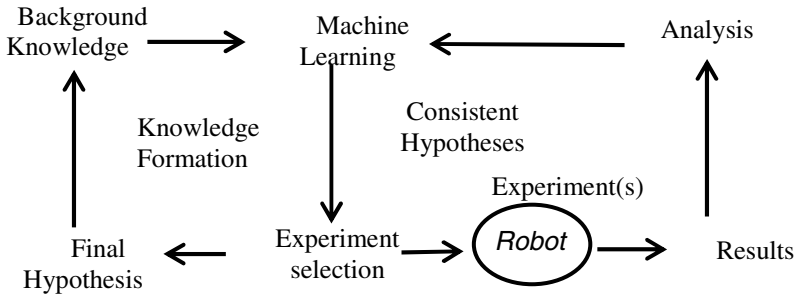 Background
Knowledge
Machine
Learning
Analysis
Knowledge
Formation
Consistent
Hypotheses
Experiment(s)
Final
Hypothesis
Experiment
selection
Robot
Results